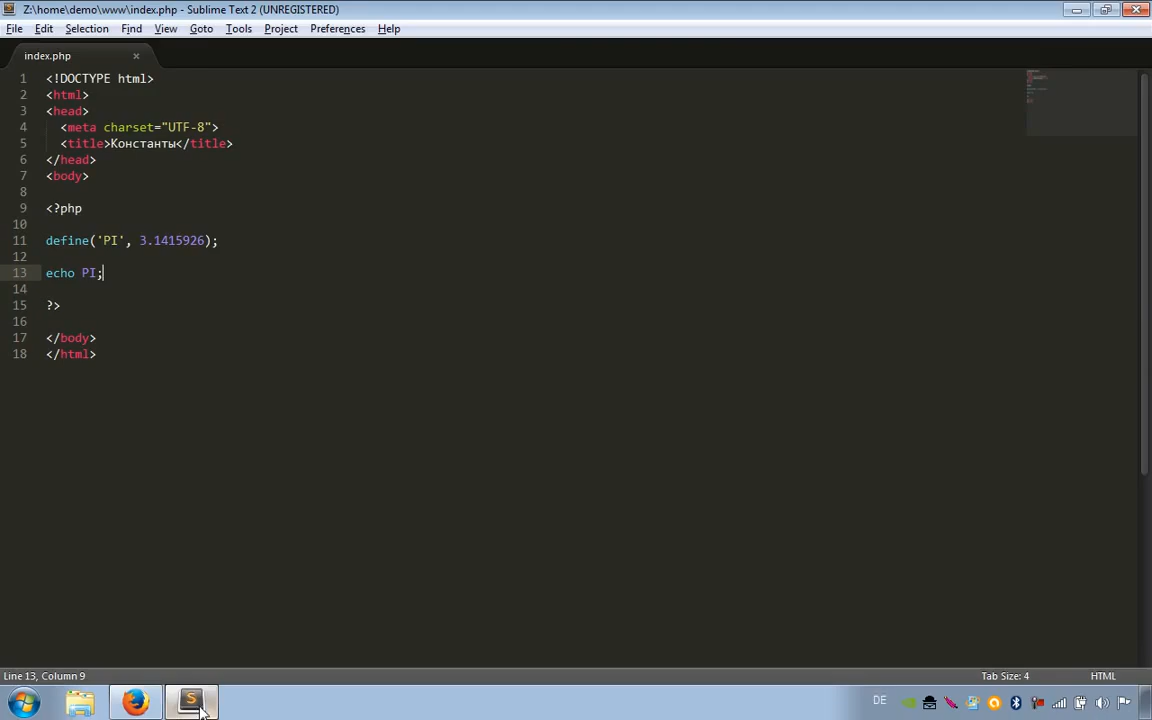 Z:\home\demo\www\index.php - Sublime Text 2 (UNREGISTERED)
File Edit Selection Find View Goto Tools Project Preferences Help
index.php ×
1 <!DOCTYPE html>
2 <html>
3 <head>
4 <meta charset="UTF-8">
5 <title>Константы</title>
6 </head>
7 <body>
8
9 <?php
10
11 define('PI', 3.1415926);
12
13 echo PI;
14
15 ?>
16
17 </body>
18 </html>
Line 13, Column 9 Tab Size: 4 HTML
DE